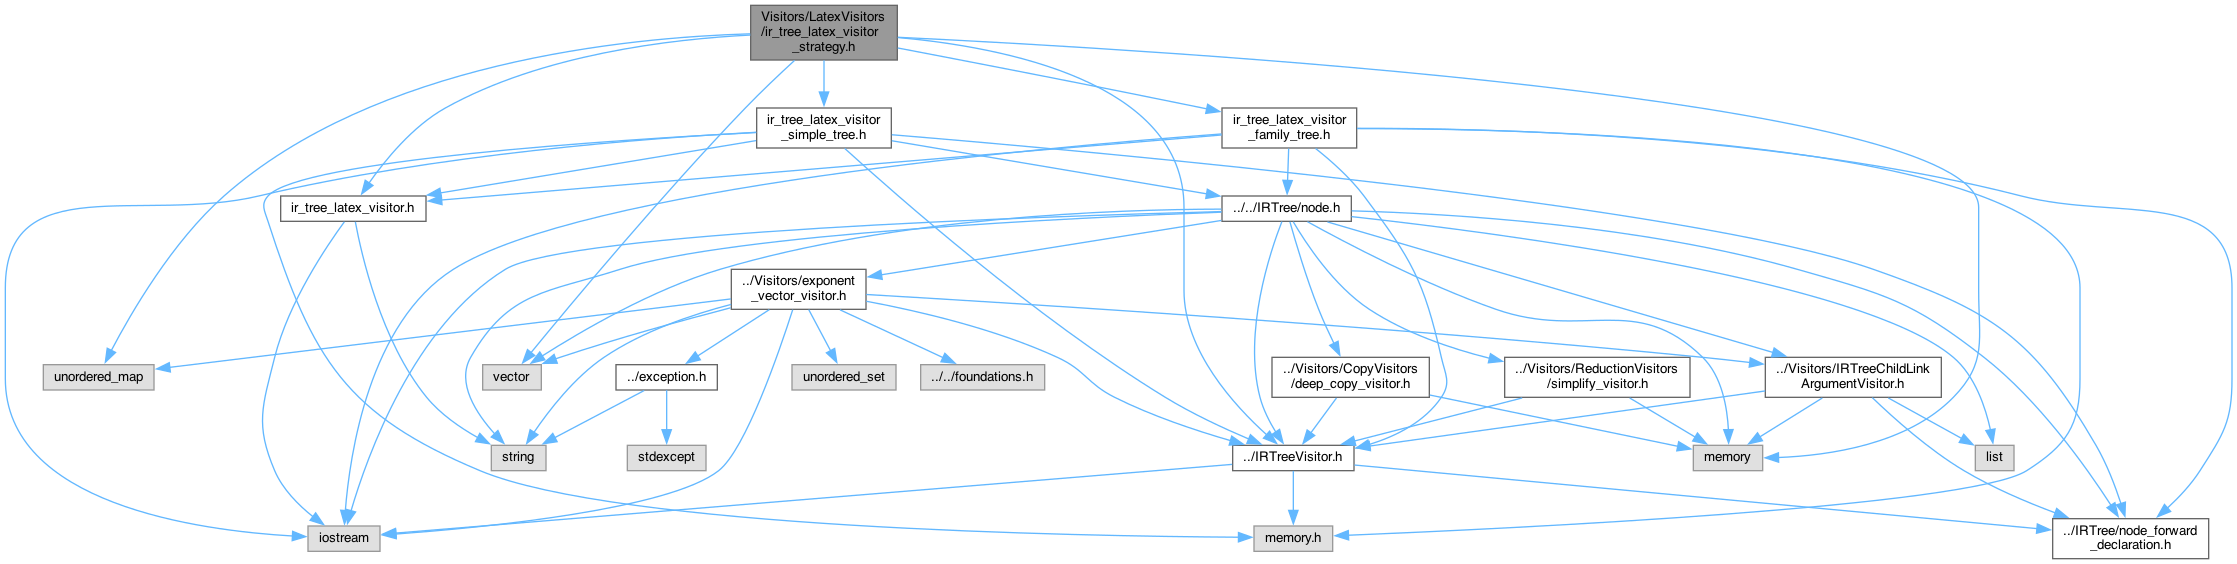 Visitors/LatexVisitors
/ir_tree_latex_visitor
_strategy.h
ir_tree_latex_visitor
_simple_tree.h
ir_tree_latex_visitor
_family_tree.h
ir_tree_latex_visitor.h
../../IRTree/node.h
../Visitors/exponent
_vector_visitor.h
unordered_map
vector
../exception.h
unordered_set
../../foundations.h
../Visitors/CopyVisitors
/deep_copy_visitor.h
../Visitors/ReductionVisitors
/simplify_visitor.h
../Visitors/IRTreeChildLink
ArgumentVisitor.h
string
stdexcept
../IRTreeVisitor.h
memory
list
iostream
memory.h
../IRTree/node_forward
_declaration.h